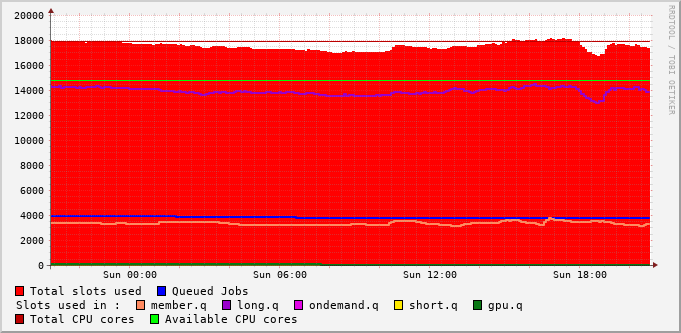 RRDTOOL / TOBI OETIKER
20000
18000
16000
14000
12000
10000
8000
6000
4000
2000
0
Sun 00:00 Sun 06:00 Sun 12:00 Sun 18:00
Total slots used Queued Jobs
Slots used in : member.q long.q ondemand.q short.q gpu.q
Total CPU cores Available CPU cores